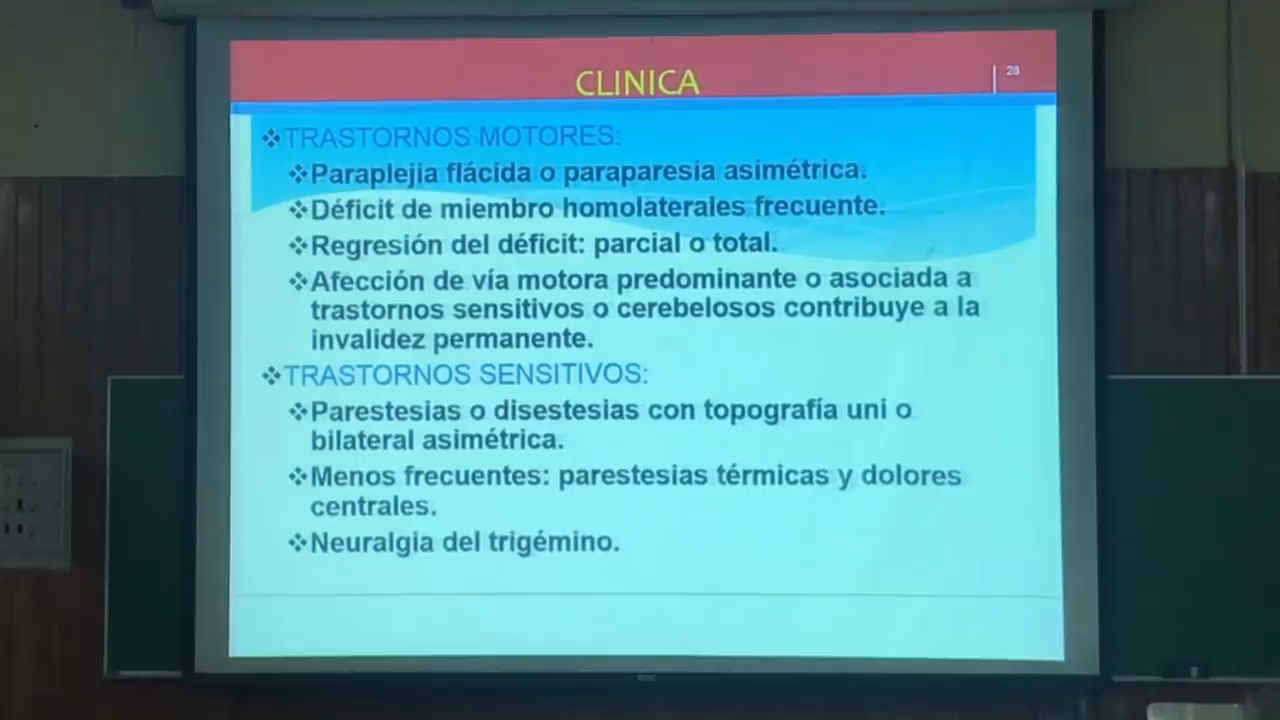 CLINICA
28
❖TRASTORNOS MOTORES:
❖Paraplejia flácida o paraparesia asimétrica.
❖Déficit de miembro homolaterales frecuente.
❖Regresión del déficit: parcial o total.
❖Afección de vía motora predominante o asociada a
trastornos sensitivos o cerebelosos contribuye a la
invalidez permanente.
❖TRASTORNOS SENSITIVOS:
❖Parestesias o disestesias con topografía uni o
bilateral asimétrica.
❖Menos frecuentes: parestesias térmicas y dolores
centrales.
❖Neuralgia del trigémino.